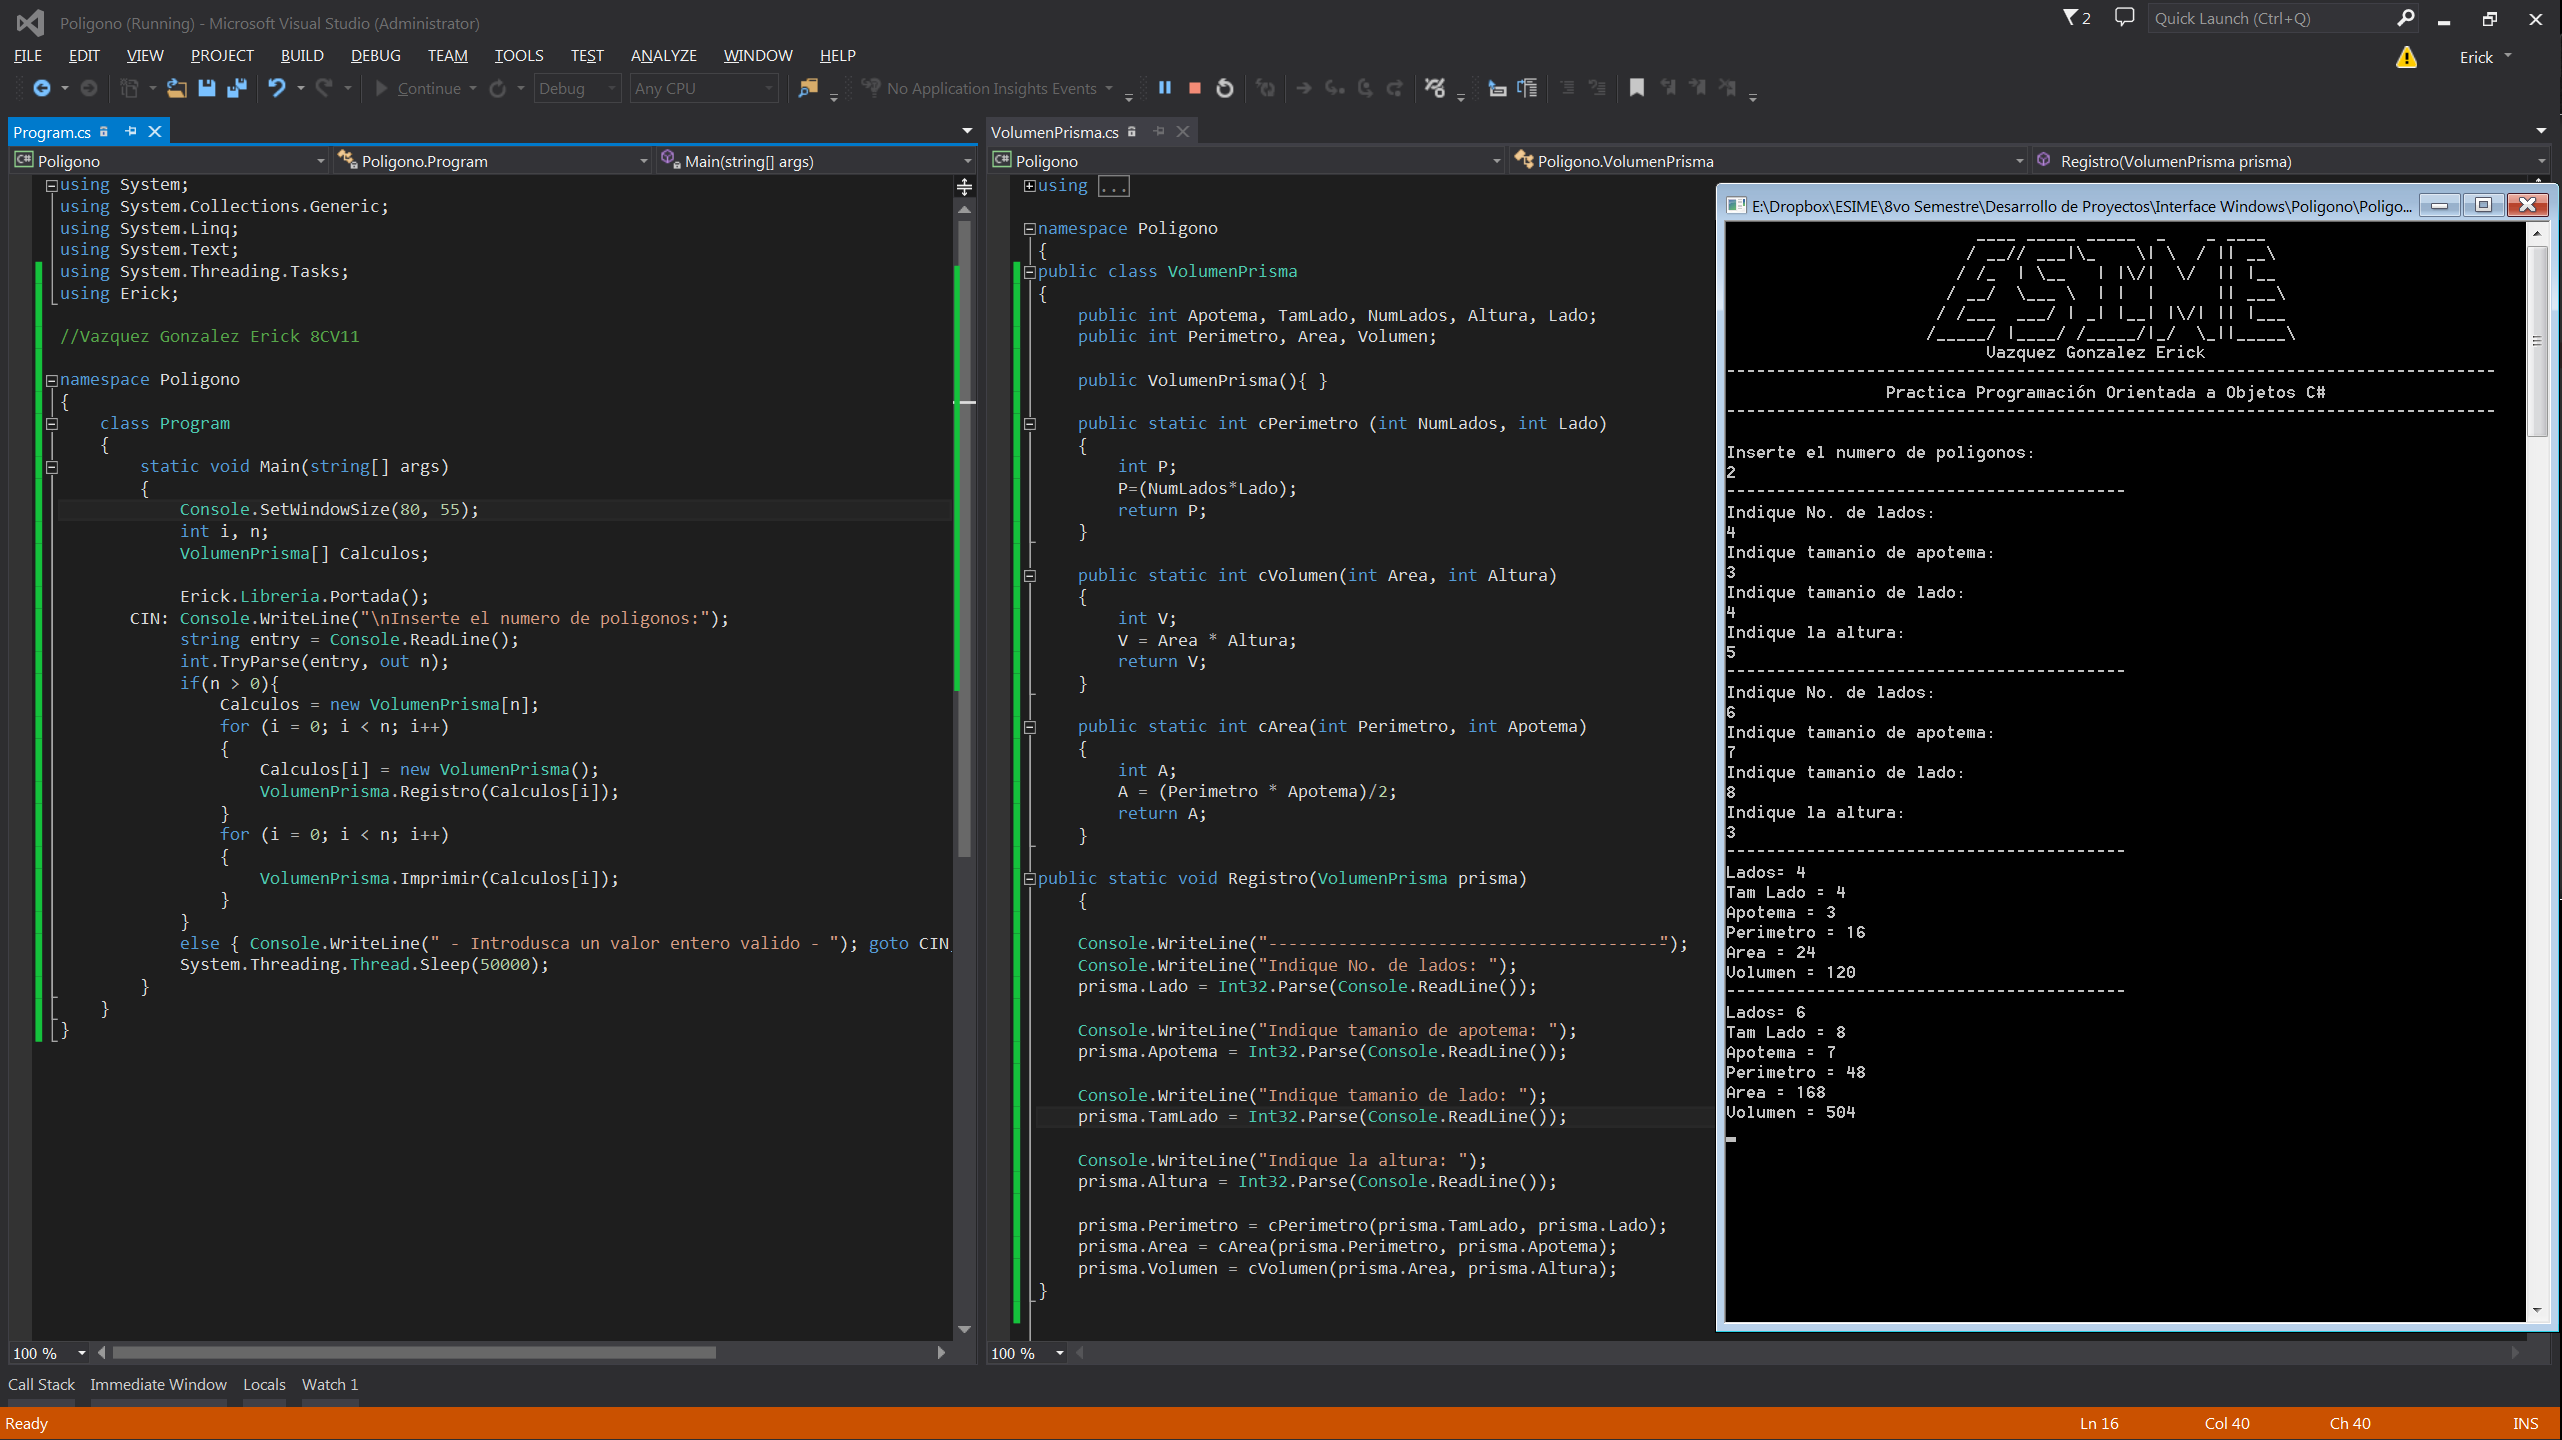 Poligono (Running) - Microsoft Visual Studio (Administrator)
2
Quick Launch (Ctrl+Q)
FILE EDIT VIEW PROJECT BUILD DEBUG TEAM TOOLS TEST ANALYZE WINDOW HELP
Erick
Continue Debug Any CPU No Application Insights Events
Program.cs
Poligono Poligono.Program Main(string[] args)
using System;
using System.Collections.Generic;
using System.Linq;
using System.Text;
using System.Threading.Tasks;
using Erick;
//Vazquez Gonzalez Erick 8CV11
namespace Poligono
{
class Program
{
static void Main(string[] args)
{
Console.SetWindowSize(80, 55);
int i, n;
VolumenPrisma[] Calculos;
Erick.Libreria.Portada();
CIN: Console.WriteLine("\nInserte el numero de poligonos:");
string entry = Console.ReadLine();
int.TryParse(entry, out n);
if(n > 0){
Calculos = new VolumenPrisma[n];
for (i = 0; i < n; i++)
{
Calculos[i] = new VolumenPrisma();
VolumenPrisma.Registro(Calculos[i]);
}
for (i = 0; i < n; i++)
{
VolumenPrisma.Imprimir(Calculos[i]);
}
}
else { Console.WriteLine(" - Introdusca un valor entero valido - "); goto CIN
System.Threading.Thread.Sleep(50000);
}
}
}
100 %
VolumenPrisma.cs
Poligono Poligono.VolumenPrisma Registro(VolumenPrisma prisma)
using ...
namespace Poligono
{
public class VolumenPrisma
{
public int Apotema, TamLado, NumLados, Altura, Lado;
public int Perimetro, Area, Volumen;
public VolumenPrisma(){ }
public static int cPerimetro (int NumLados, int Lado)
{
int P;
P=(NumLados*Lado);
return P;
}
public static int cVolumen(int Area, int Altura)
{
int V;
V = Area * Altura;
return V;
}
public static int cArea(int Perimetro, int Apotema)
{
int A;
A = (Perimetro * Apotema)/2;
return A;
}
public static void Registro(VolumenPrisma prisma)
{
Console.WriteLine("----------------------------------------");
Console.WriteLine("Indique No. de lados: ");
prisma.Lado = Int32.Parse(Console.ReadLine());
Console.WriteLine("Indique tamanio de apotema: ");
prisma.Apotema = Int32.Parse(Console.ReadLine());
Console.WriteLine("Indique tamanio de lado: ");
prisma.TamLado = Int32.Parse(Console.ReadLine());
Console.WriteLine("Indique la altura: ");
prisma.Altura = Int32.Parse(Console.ReadLine());
prisma.Perimetro = cPerimetro(prisma.TamLado, prisma.Lado);
prisma.Area = cArea(prisma.Perimetro, prisma.Apotema);
prisma.Volumen = cVolumen(prisma.Area, prisma.Altura);
}
100 %
E:\Dropbox\ESIME\8vo Semestre\Desarrollo de Proyectos\Interface Windows\Poligono\Poligo...
ESIME
Vazquez Gonzalez Erick
-----------------------------------------------------------------------------
Practica Programación Orientada a Objetos C#
-----------------------------------------------------------------------------
Inserte el numero de poligonos:
2
----------------------------------------
Indique No. de lados:
4
Indique tamanio de apotema:
3
Indique tamanio de lado:
4
Indique la altura:
5
----------------------------------------
Indique No. de lados:
6
Indique tamanio de apotema:
7
Indique tamanio de lado:
8
Indique la altura:
3
----------------------------------------
Lados= 4
Tam Lado = 4
Apotema = 3
Perimetro = 16
Area = 24
Volumen = 120
----------------------------------------
Lados= 6
Tam Lado = 8
Apotema = 7
Perimetro = 48
Area = 168
Volumen = 504
Call Stack Immediate Window Locals Watch 1
Ready Ln 16 Col 40 Ch 40 INS